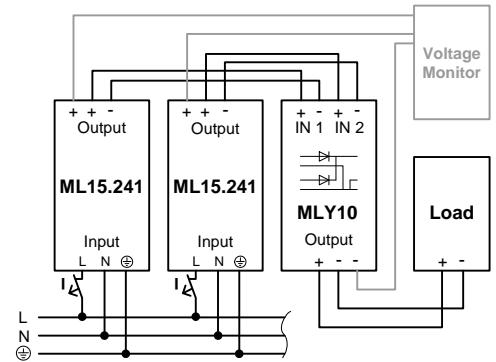 Voltage
Monitor
+ + -
Output
ML15.241
Input
L N
I
+ + -
Output
ML15.241
Input
L N
I
+ - + -
IN 1 IN 2
MLY10
Output
+ - -
Load
+ -
L
N